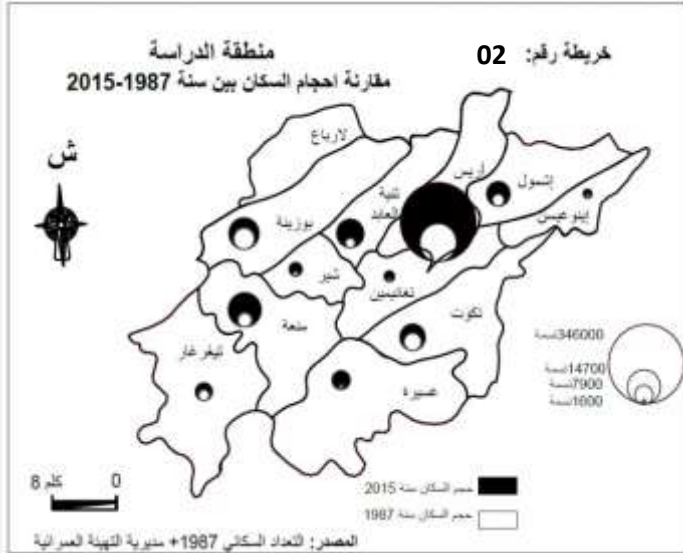 خريطة رقم: 02
منطقة الدراسة
مقارنة احجام السكان بين سنة 1987-2015
ش
لارباع
أريس
إشمول
ثنية
العابد
بوزينة
إينوغيسن
شير
تغانيمين
تكوت
منعة
تيغرغار
غسيرة
346000نسمة
14700نسمة
7900نسمة
1600نسمة
0 8 كلم
حجم السكان سنة 2015
حجم السكان سنة 1987
المصدر: التعداد السكاني 1987+ مديرية التهيئة العمرانية